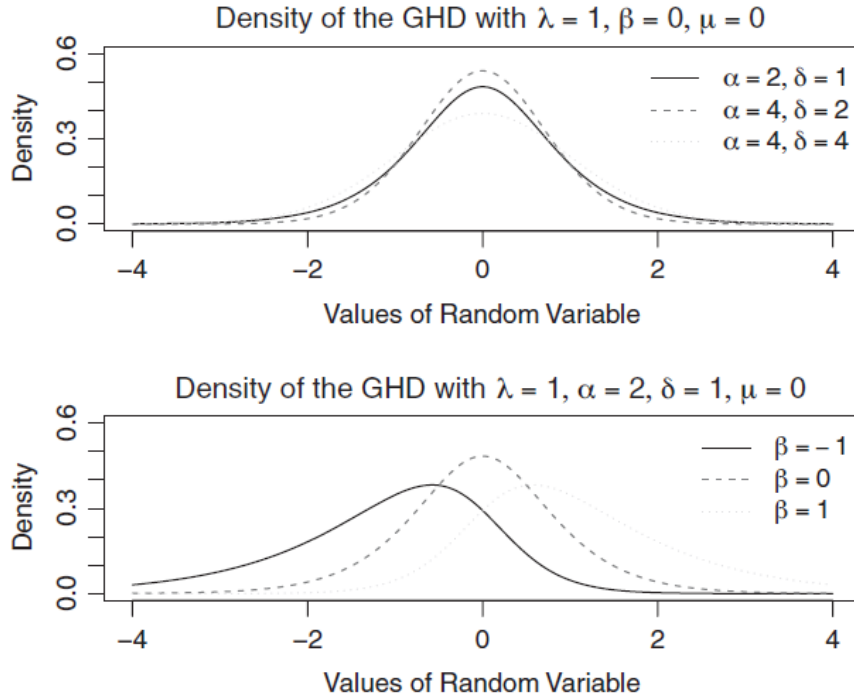 Density of the GHD with λ = 1, β = 0, μ = 0
0.6
0.3
0.0
Density
α = 2, δ = 1
α = 4, δ = 2
α = 4, δ = 4
−4 −2 0 2 4
Values of Random Variable
Density of the GHD with λ = 1, α = 2, δ = 1, μ = 0
0.6
0.3
0.0
Density
β = − 1
β = 0
β = 1
−4 −2 0 2 4
Values of Random Variable